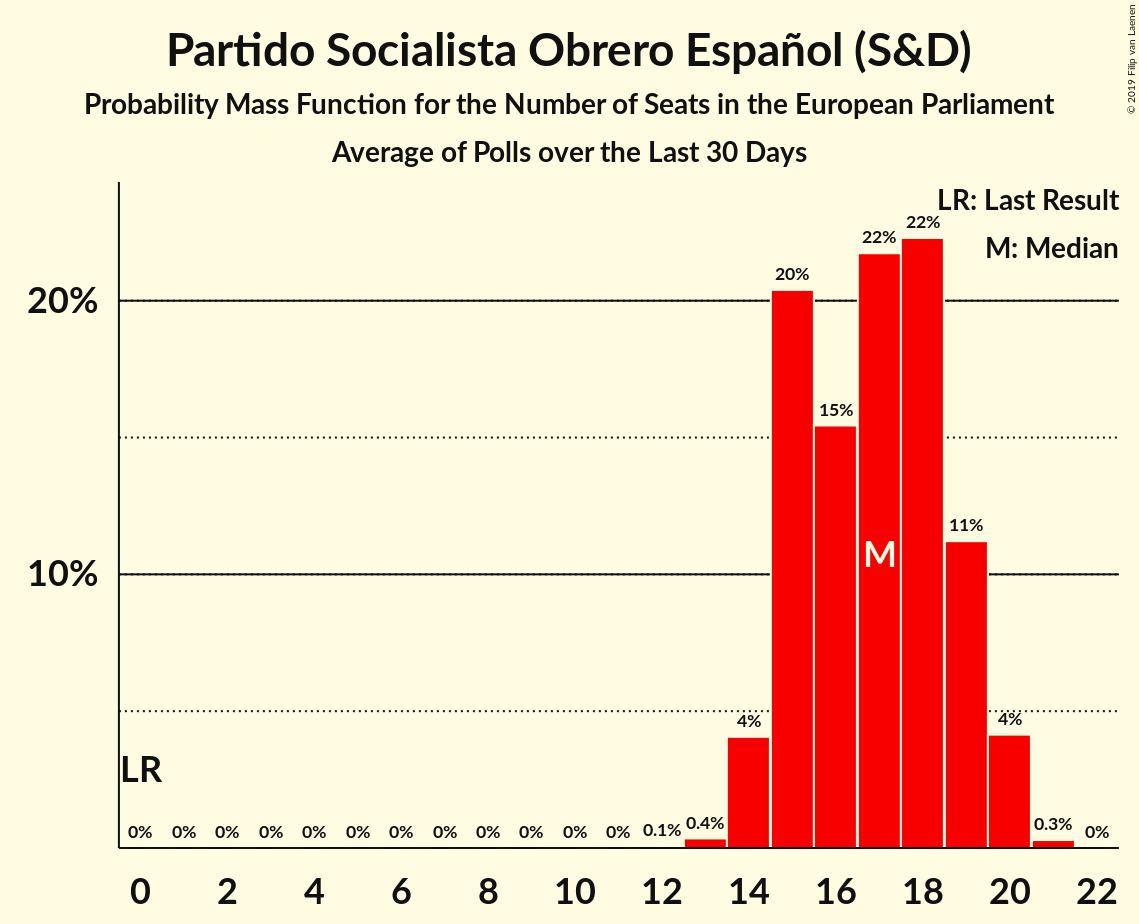 Partido Socialista Obrero Español (S&D)
Probability Mass Function for the Number of Seats in the European Parliament
Average of Polls over the Last 30 Days
© 2019 Filip van Laenen
LR: Last Result
M: Median
20%
10%
LR
0% 0% 0% 0% 0% 0% 0% 0% 0% 0% 0% 0% 0.1% 0.4% 4% 20% 15% 22% 22% 11% 4% 0.3% 0%
M
0 2 4 6 8 10 12 14 16 18 20 22